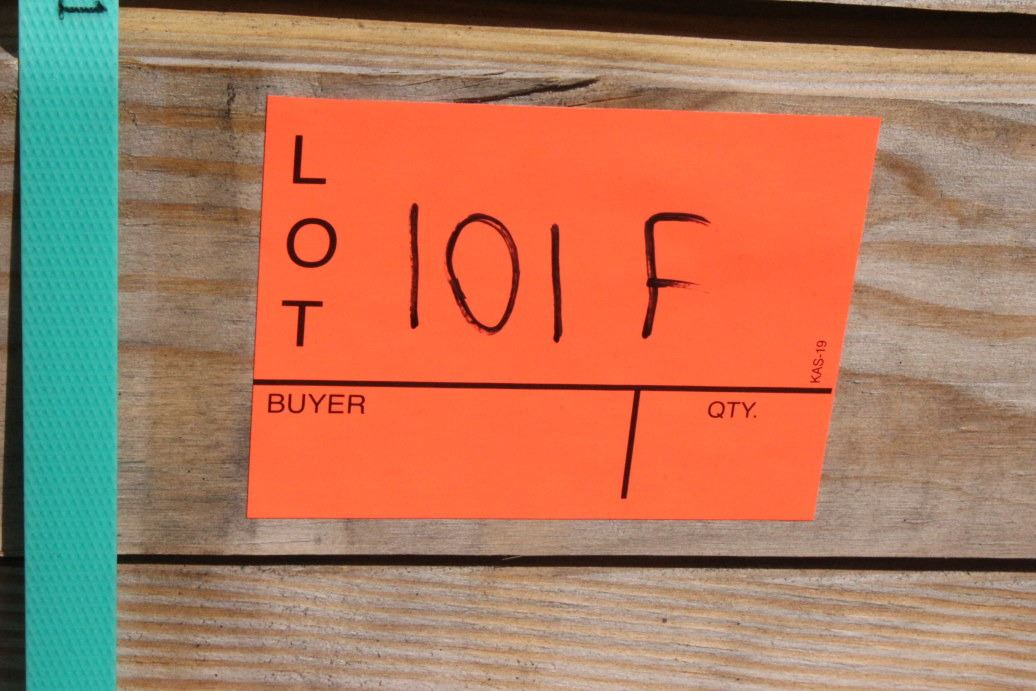 LOT
101 F
KAS-19
BUYER
QTY.